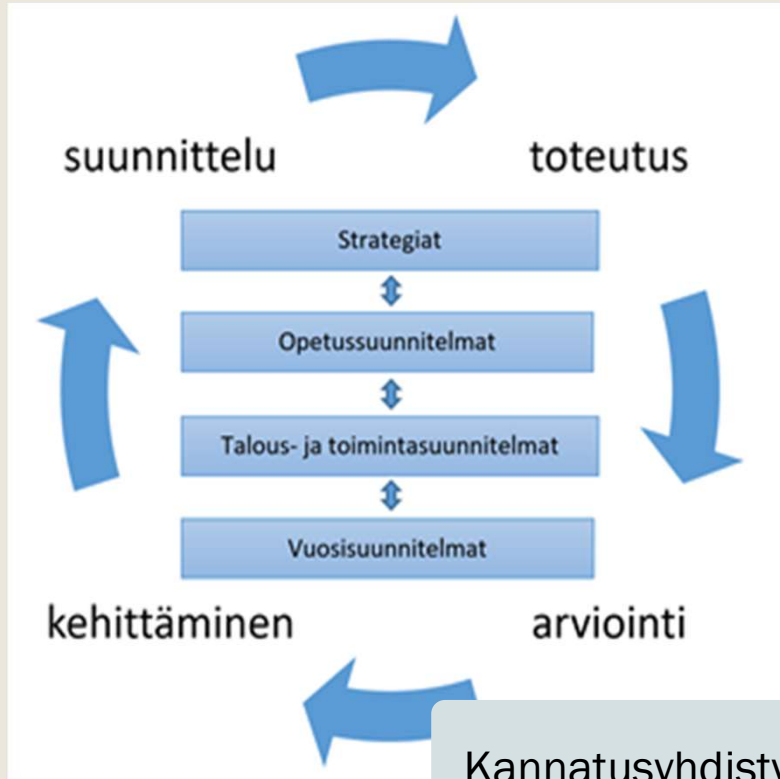 suunnittelu
toteutus
Strategiat
Opetussuunnitelmat
Talous- ja toimintasuunnitelmat
Vuosisuunnitelmat
kehittäminen
arviointi